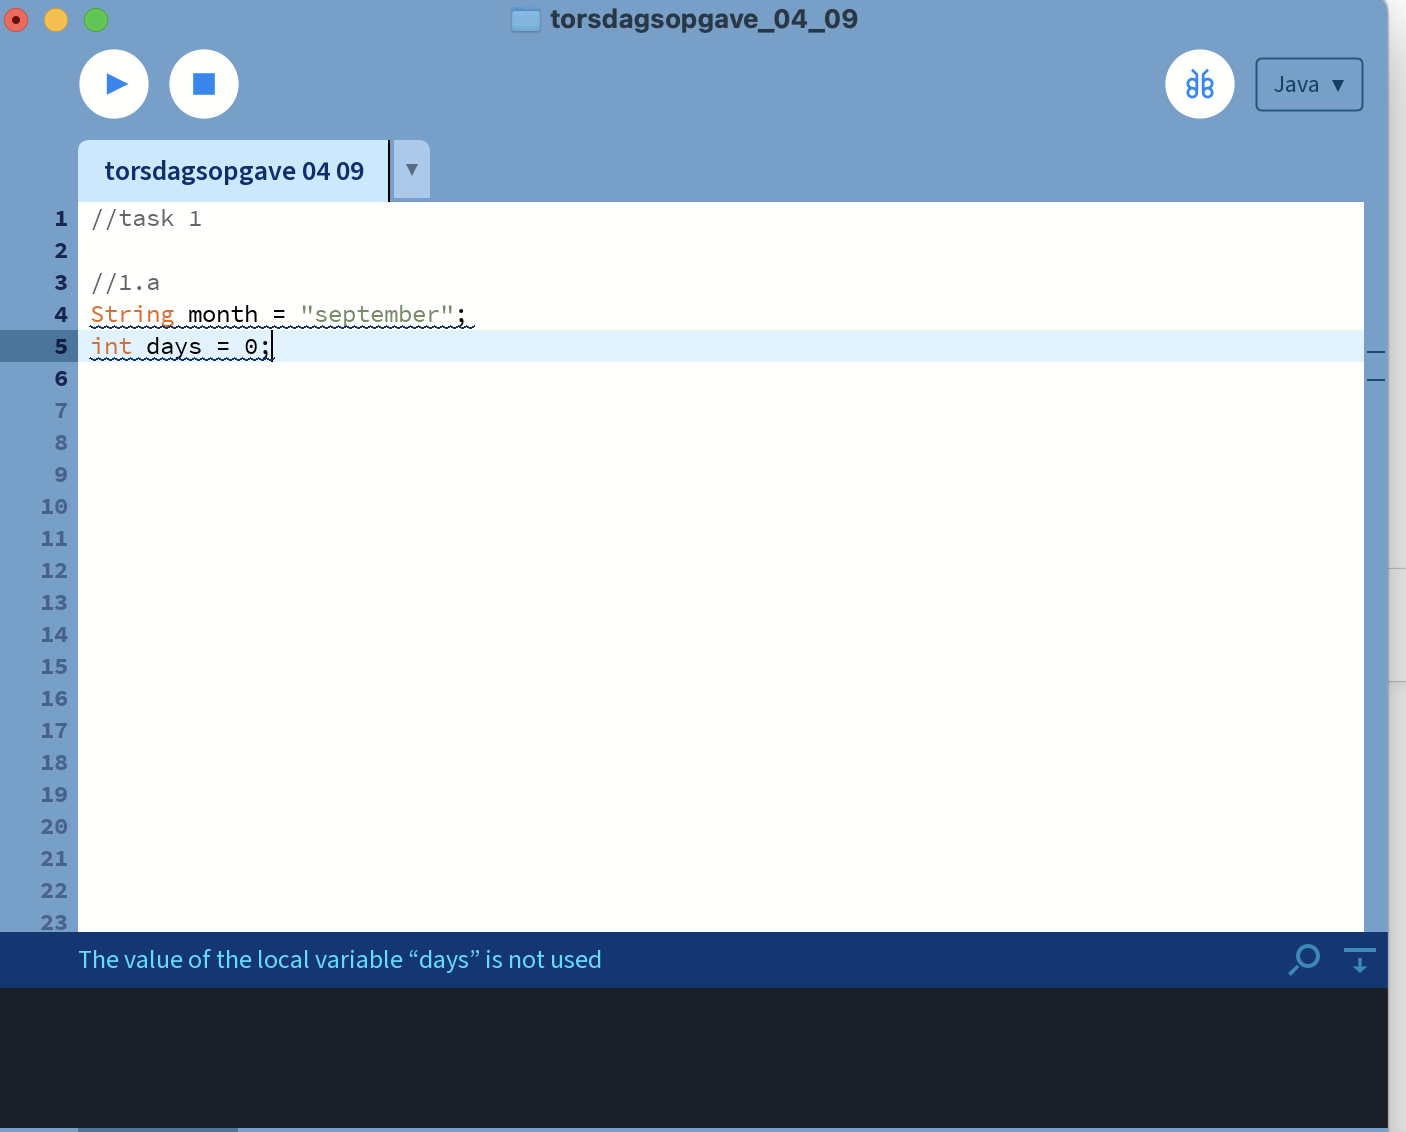 torsdagsopgave_04_09
Java ▼
torsdagsopgave 04 09 ▼
1 //task 1
2
3 //1.a
4 String month = "september";
5 int days = 0;
6
7
8
9
10
11
12
13
14
15
16
17
18
19
20
21
22
23
The value of the local variable “days” is not used